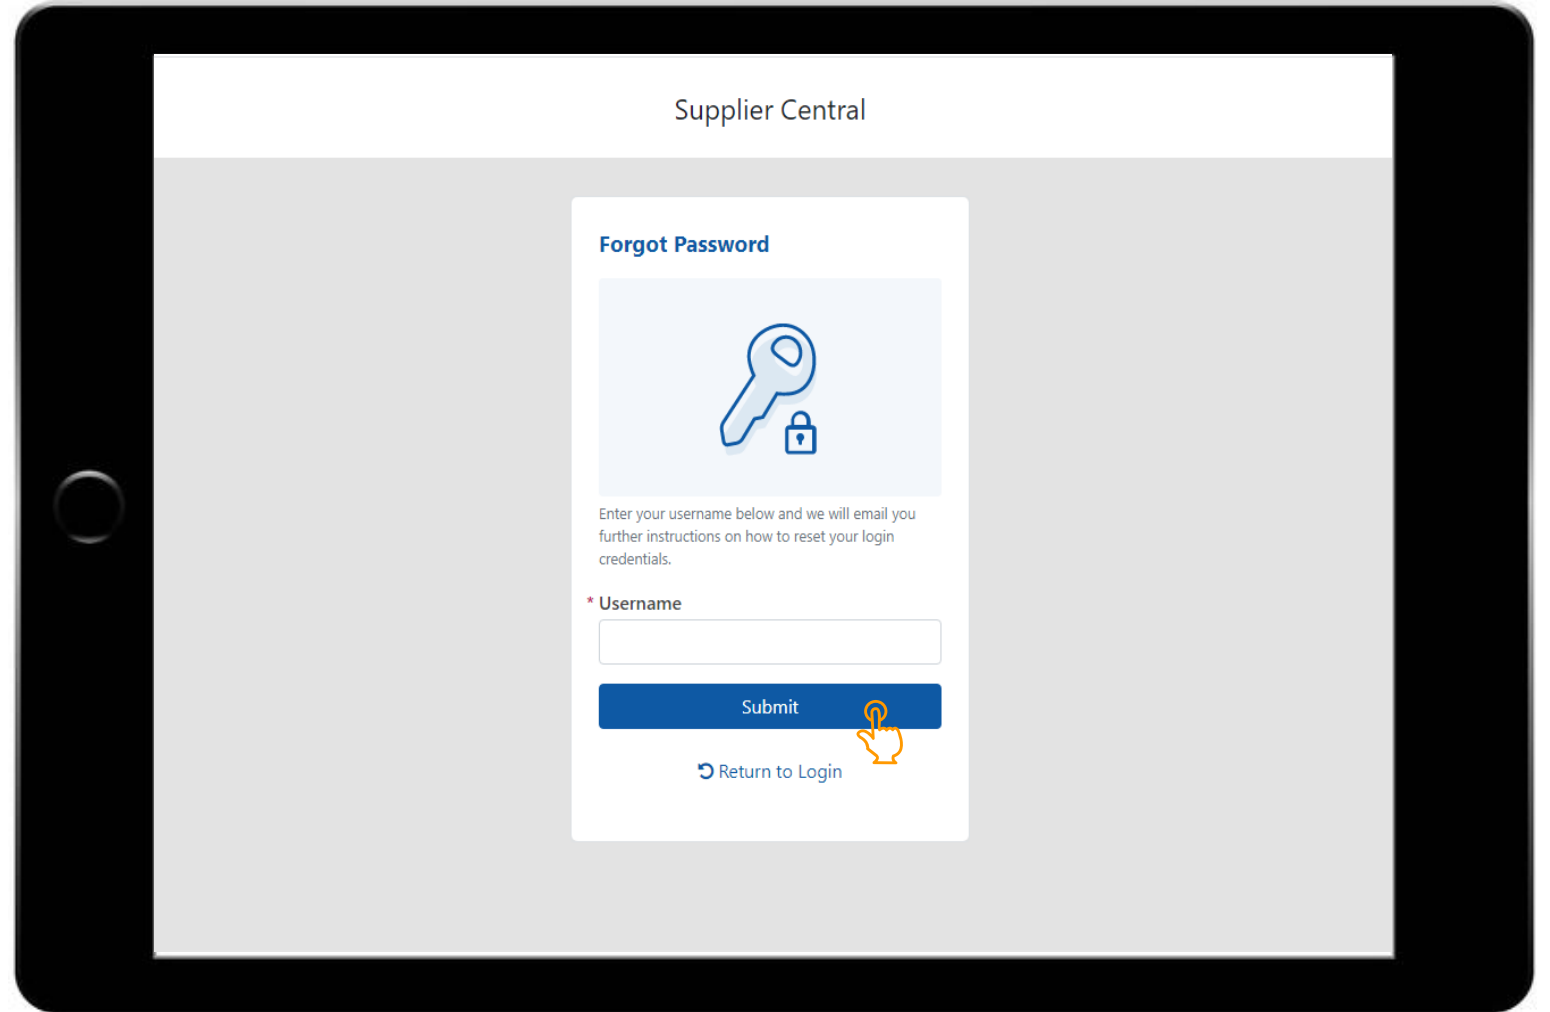 Supplier Central
Forgot Password
Enter your username below and we will email you
further instructions on how to reset your login
credentials.
* Username
Submit
Return to Login